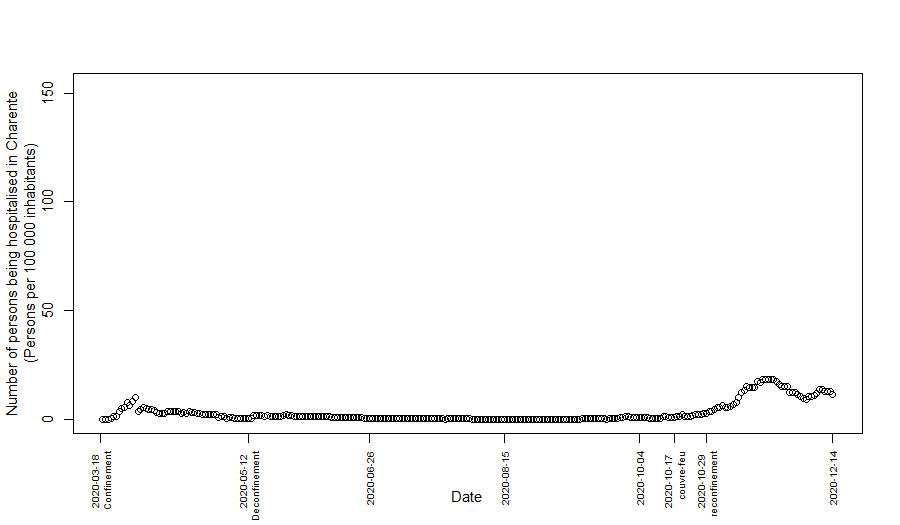 Number of persons being hospitalised in Charente
(Persons per 100 000 inhabitants)
150
100
50
0
2020-03-18
Confinement
2020-05-12
Deconfinement
2020-06-26
2020-08-15
2020-10-04
2020-10-17
couvre-feu
2020-10-29
reconfinement
2020-12-14
Date